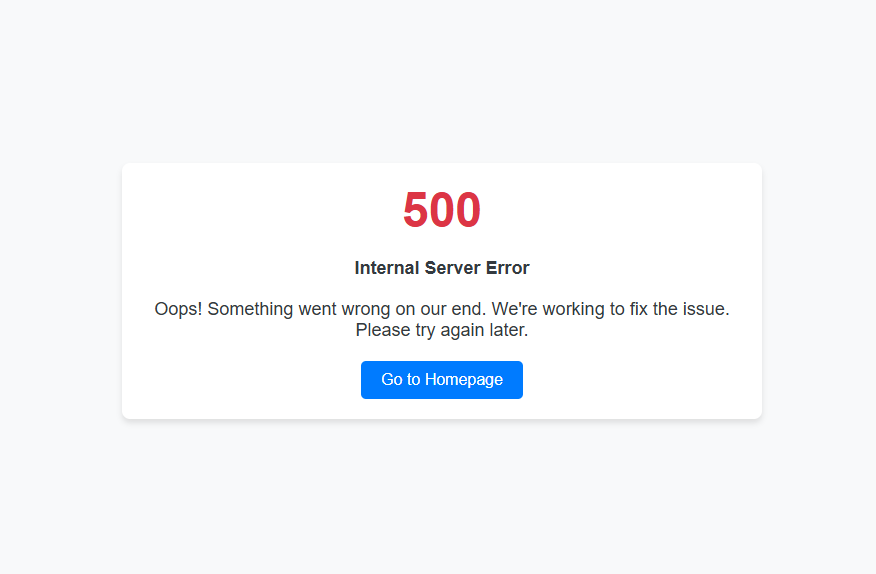 500
Internal Server Error
Oops! Something went wrong on our end. We're working to fix the issue.
Please try again later.
Go to Homepage